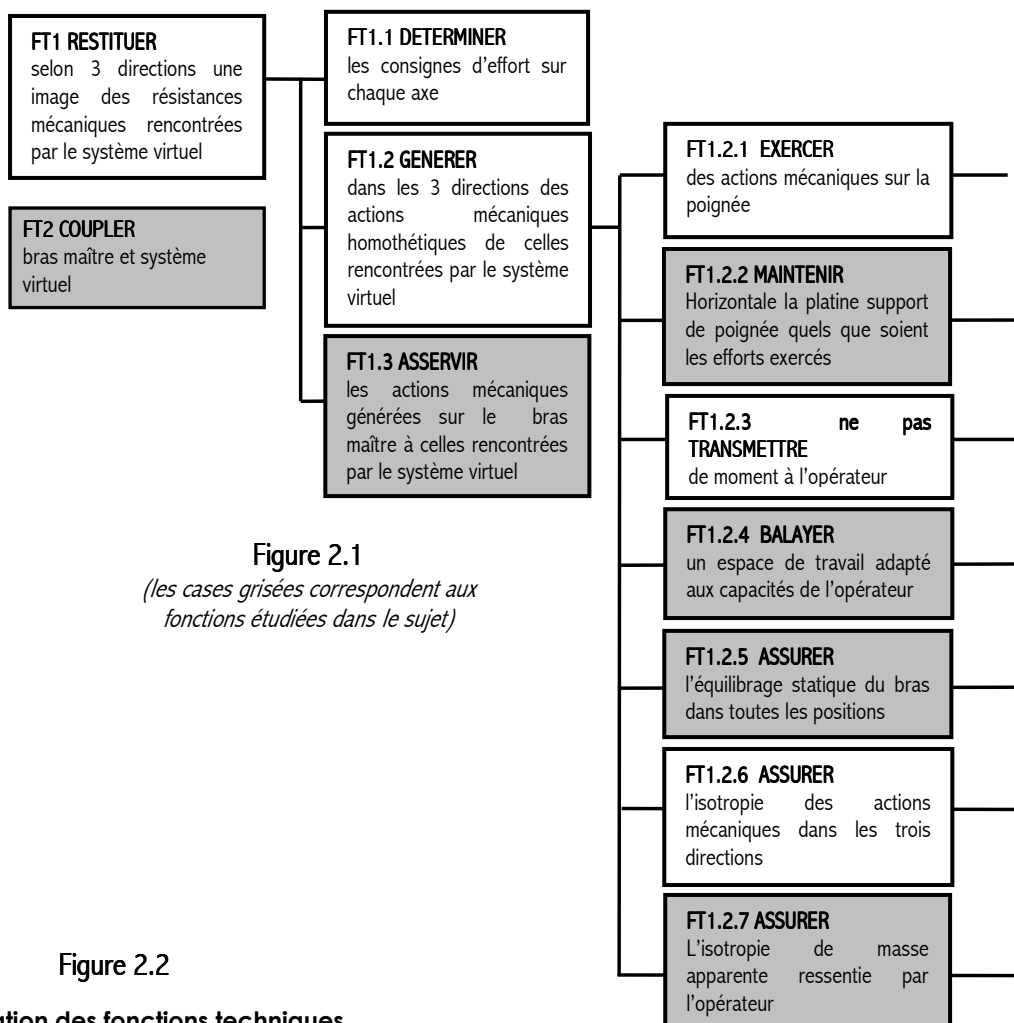 FT1 RESTITUER
selon 3 directions une
image des résistances
mécaniques rencontrées
par le système virtuel
FT2 COUPLER
bras maître et système
virtuel
FT1.1 DETERMINER
les consignes d'effort sur
chaque axe
FT1.2 GENERER
dans les 3 directions des
actions mécaniques
homothétiques de celles
rencontrées par le système
virtuel
FT1.3 ASSERVIR
les actions mécaniques
générées sur le bras
maître à celles rencontrées
par le système virtuel
FT1.2.1 EXERCER
des actions mécaniques sur la
poignée
FT1.2.2 MAINTENIR
Horizontale la platine support
de poignée quels que soient
les efforts exercés
FT1.2.3 ne pas
TRANSMETTRE
de moment à l'opérateur
FT1.2.4 BALAYER
un espace de travail adapté
aux capacités de l'opérateur
FT1.2.5 ASSURER
l'équilibrage statique du bras
dans toutes les positions
FT1.2.6 ASSURER
l'isotropie des actions
mécaniques dans les trois
directions
FT1.2.7 ASSURER
L'isotropie de masse
apparente ressentie par
l'opérateur
Figure 2.1
(les cases grisées correspondent aux
fonctions étudiées dans le sujet)
Figure 2.2
ation des fonctions techniques